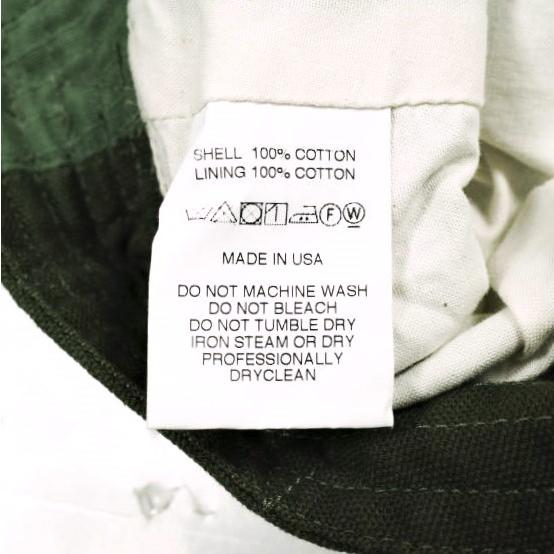 SHELL 100% COTTON
LINING 100% COTTON
F W
MADE IN USA
DO NOT MACHINE WASH
DO NOT BLEACH
DO NOT TUMBLE DRY
IRON STEAM OR DRY
PROFESSIONALLY
DRYCLEAN